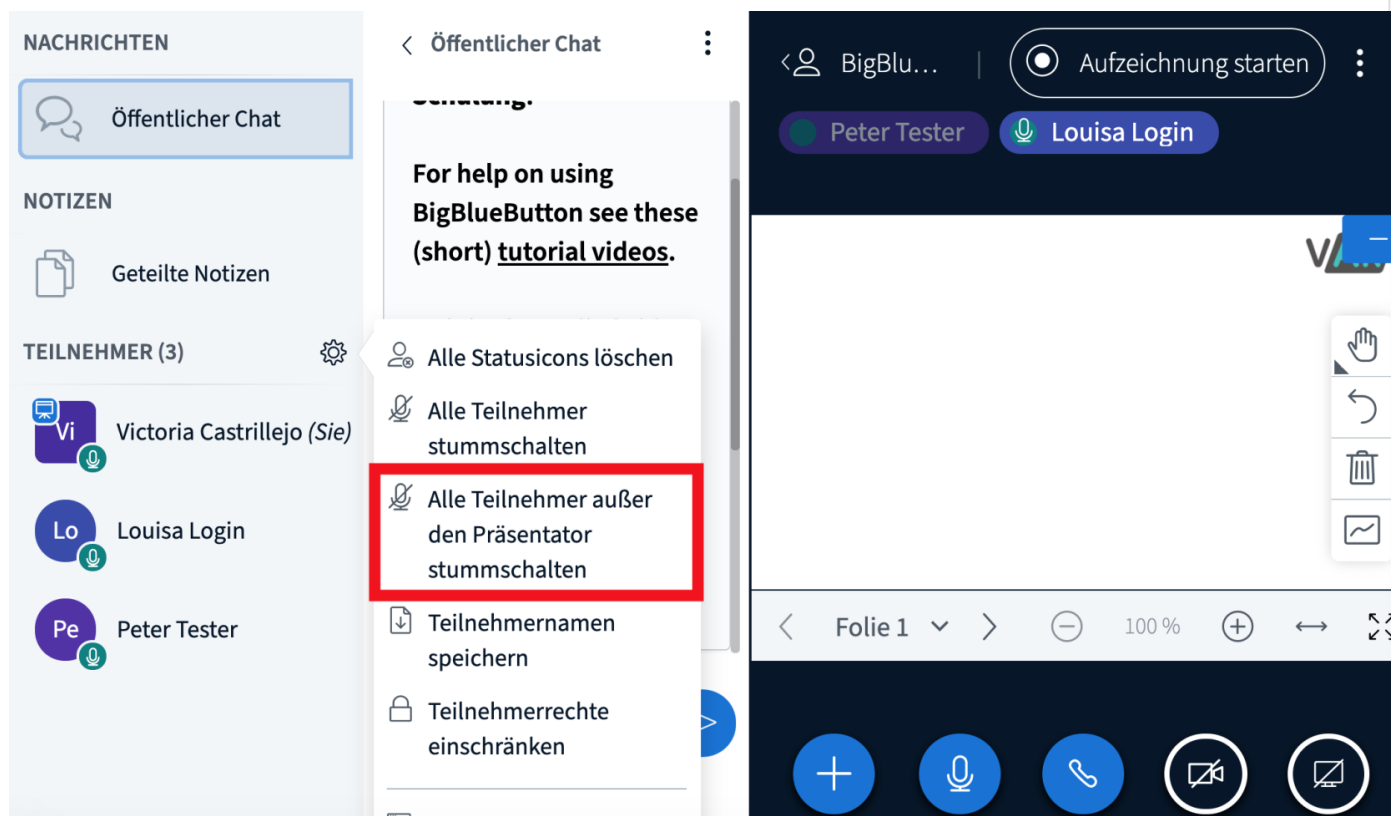 NACHRICHTEN
Öffentlicher Chat
NOTIZEN
Geteilte Notizen
TEILNEHMER (3)
Vi
Victoria Castrillejo (Sie)
Lo
Louisa Login
Pe
Peter Tester
Öffentlicher Chat
Schulung!
For help on using
BigBlueButton see these
(short) tutorial videos.
Alle Statusicons löschen
Alle Teilnehmer
stummschalten
Alle Teilnehmer außer
den Präsentator
stummschalten
Teilnehmernamen
speichern
Teilnehmerrechte
einschränken
BigBlu...
Aufzeichnung starten
Peter Tester
Louisa Login
Folie 1
100 %